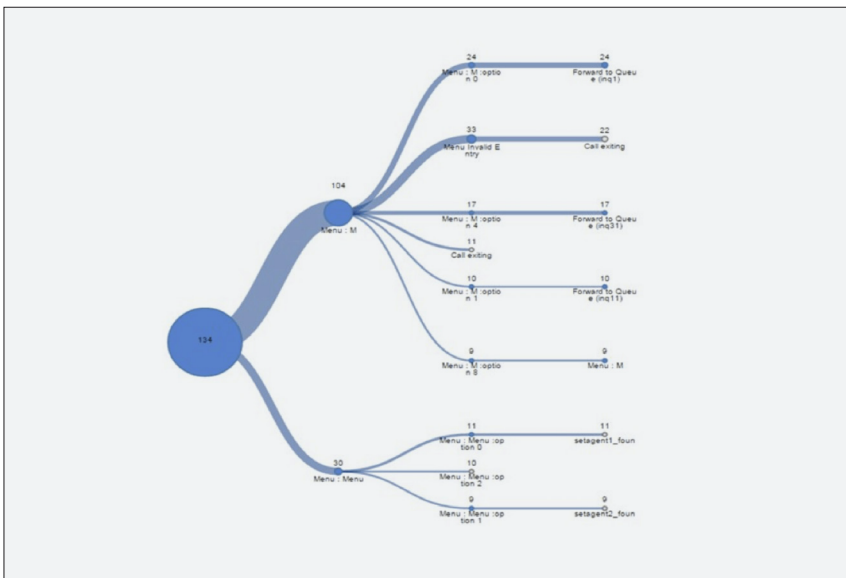 24
Menu : M :optio
n 0
24
Forward to Queu
e (inq1)
33
Menu Invalid E
ntry
22
Call exiting
104
Menu : M
17
Menu : M :optio
n 4
17
Forward to Queu
e (inq31)
11
Call exiting
10
Menu : M :optio
n 1
10
Forward to Queu
e (inq11)
9
Menu : M :optio
n 8
9
Menu : M
134
11
Menu : Menu :op
tion 0
11
setagent1_foun
30
Menu : Menu
10
Menu : Menu :op
tion 2
9
Menu : Menu :op
tion 1
9
setagent2_foun